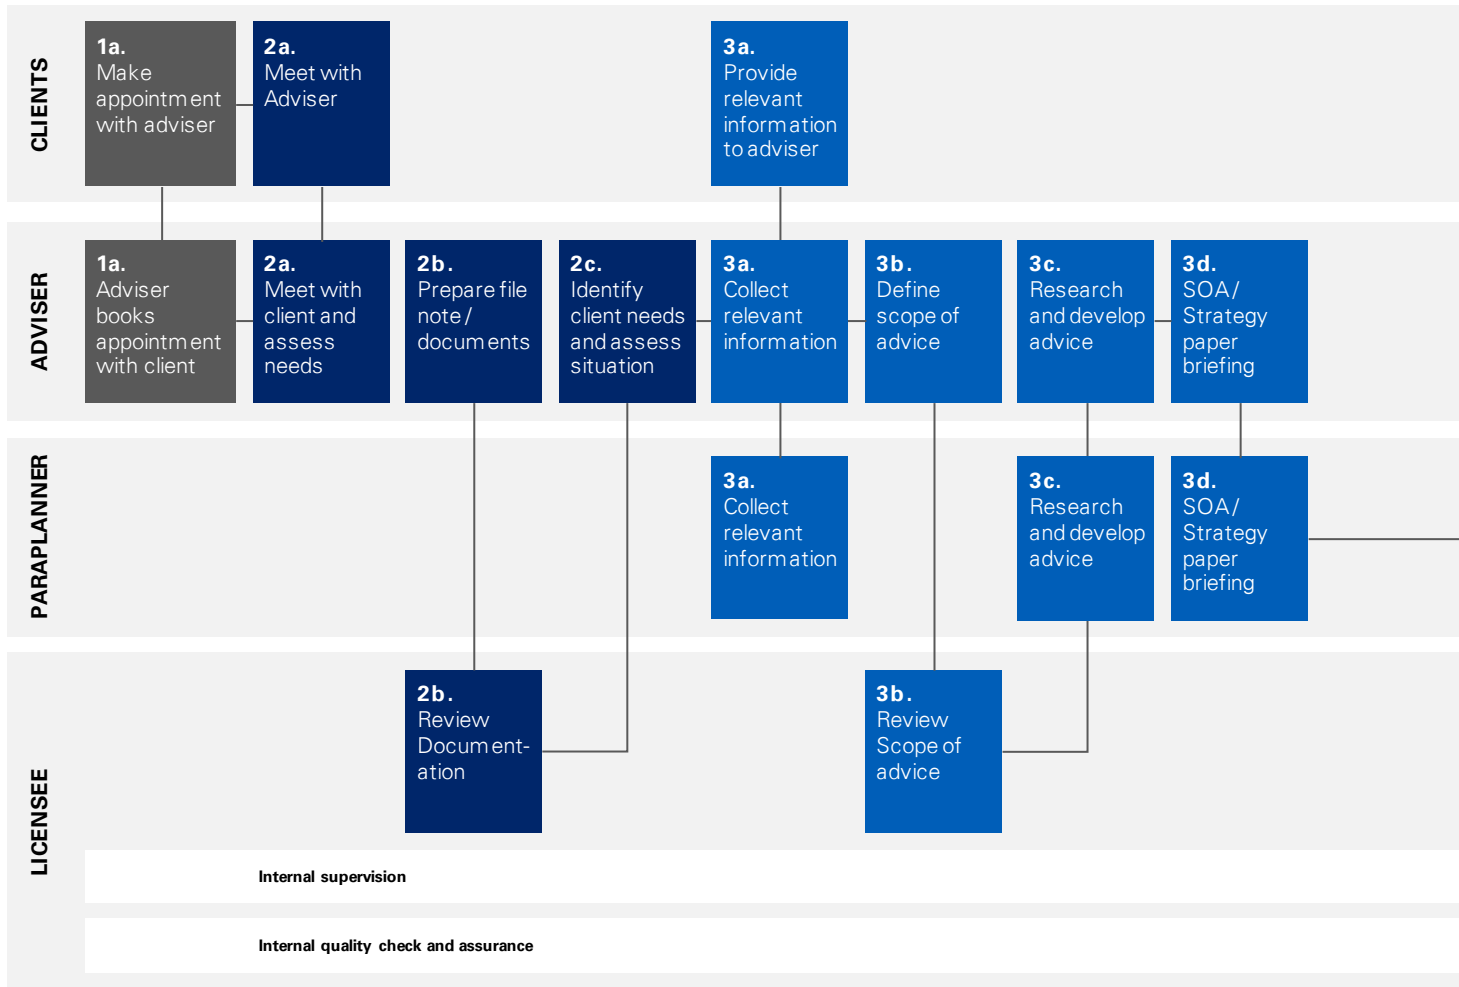 CLIENTS
1a.
Make
appointment
with adviser
2a.
Meet with
Adviser
3a.
Provide
relevant
information
to adviser
ADVISER
1a.
Adviser
books
appointment
with client
2a.
Meet with
client and
assess
needs
2b.
Prepare file
note /
documents
2c.
Identify
client needs
and assess
situation
3a.
Collect
relevant
information
3b.
Define
scope of
advice
3c.
Research
and develop
advice
3d.
SOA /
Strategy
paper
briefing
PARAPLANNER
3a.
Collect
relevant
information
3c.
Research
and develop
advice
3d.
SOA /
Strategy
paper
briefing
LICENSEE
2b.
Review
Document-
ation
3b.
Review
Scope of
advice
Internal supervision
Internal quality check and assurance